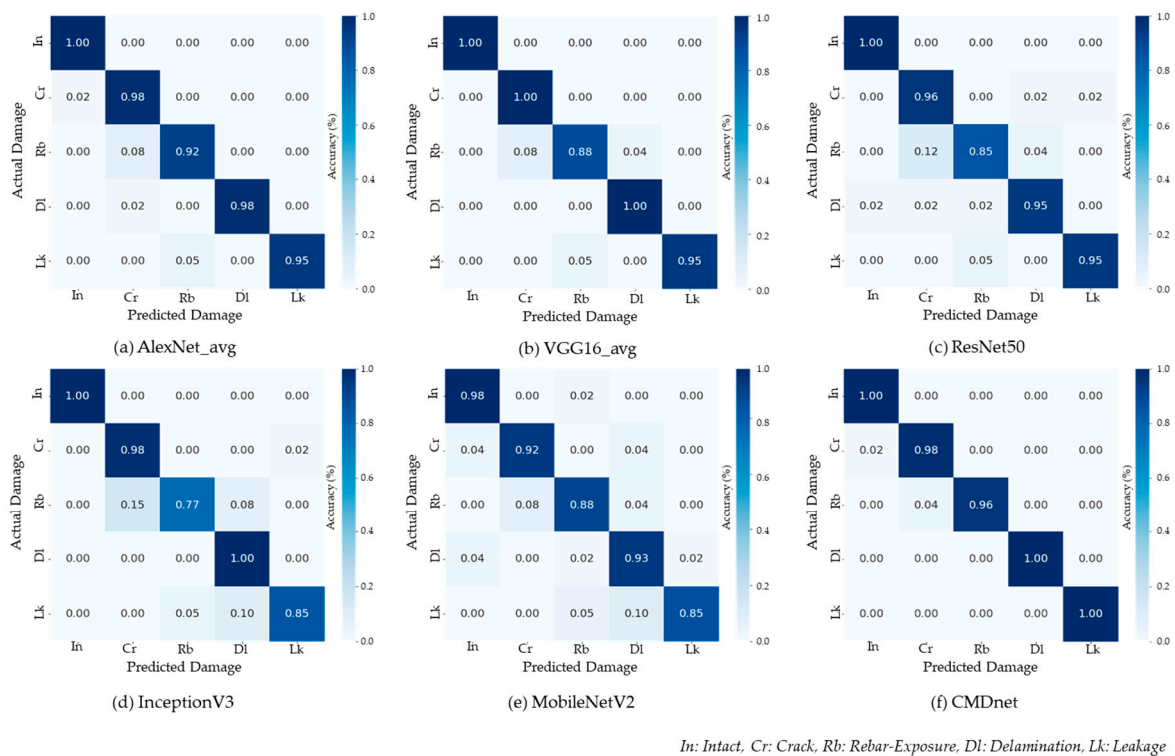 In 1.00 0.00 0.00 0.00 0.00
Cr 0.02 0.98 0.00 0.00 0.00
Rb 0.00 0.08 0.92 0.00 0.00
Dl 0.00 0.02 0.00 0.98 0.00
Lk 0.00 0.00 0.05 0.00 0.95
In Cr Rb Dl Lk
Actual Damage
Predicted Damage
1.0
0.8
0.6
0.4
0.2
0.0
Accuracy (%)
(a) AlexNet_avg
In 1.00 0.00 0.00 0.00 0.00
Cr 0.00 1.00 0.00 0.00 0.00
Rb 0.00 0.08 0.88 0.04 0.00
Dl 0.00 0.00 0.00 1.00 0.00
Lk 0.00 0.00 0.05 0.00 0.95
In Cr Rb Dl Lk
Actual Damage
Predicted Damage
1.0
0.8
0.6
0.4
0.2
0.0
Accuracy (%)
(b) VGG16_avg
In 1.00 0.00 0.00 0.00 0.00
Cr 0.00 0.96 0.00 0.02 0.02
Rb 0.00 0.12 0.85 0.04 0.00
Dl 0.02 0.02 0.02 0.95 0.00
Lk 0.00 0.00 0.05 0.00 0.95
In Cr Rb Dl Lk
Actual Damage
Predicted Damage
1.0
0.8
0.6
0.4
0.2
0.0
Accuracy (%)
(c) ResNet50
In 1.00 0.00 0.00 0.00 0.00
Cr 0.00 0.98 0.00 0.00 0.02
Rb 0.00 0.15 0.77 0.08 0.00
Dl 0.00 0.00 0.00 1.00 0.00
Lk 0.00 0.00 0.05 0.10 0.85
In Cr Rb Dl Lk
Actual Damage
Predicted Damage
1.0
0.8
0.6
0.4
0.2
0.0
Accuracy (%)
(d) InceptionV3
In 0.98 0.00 0.02 0.00 0.00
Cr 0.04 0.92 0.00 0.04 0.00
Rb 0.00 0.08 0.88 0.04 0.00
Dl 0.04 0.00 0.02 0.93 0.02
Lk 0.00 0.00 0.05 0.10 0.85
In Cr Rb Dl Lk
Actual Damage
Predicted Damage
1.0
0.8
0.6
0.4
0.2
0.0
Accuracy (%)
(e) MobileNetV2
In 1.00 0.00 0.00 0.00 0.00
Cr 0.02 0.98 0.00 0.00 0.00
Rb 0.00 0.04 0.96 0.00 0.00
Dl 0.00 0.00 0.00 1.00 0.00
Lk 0.00 0.00 0.00 0.00 1.00
In Cr Rb Dl Lk
Actual Damage
Predicted Damage
1.0
0.8
0.6
0.4
0.2
0.0
Accuracy (%)
(f) CMDnet
In: Intact, Cr: Crack, Rb: Rebar-Exposure, Dl: Delamination, Lk: Leakage